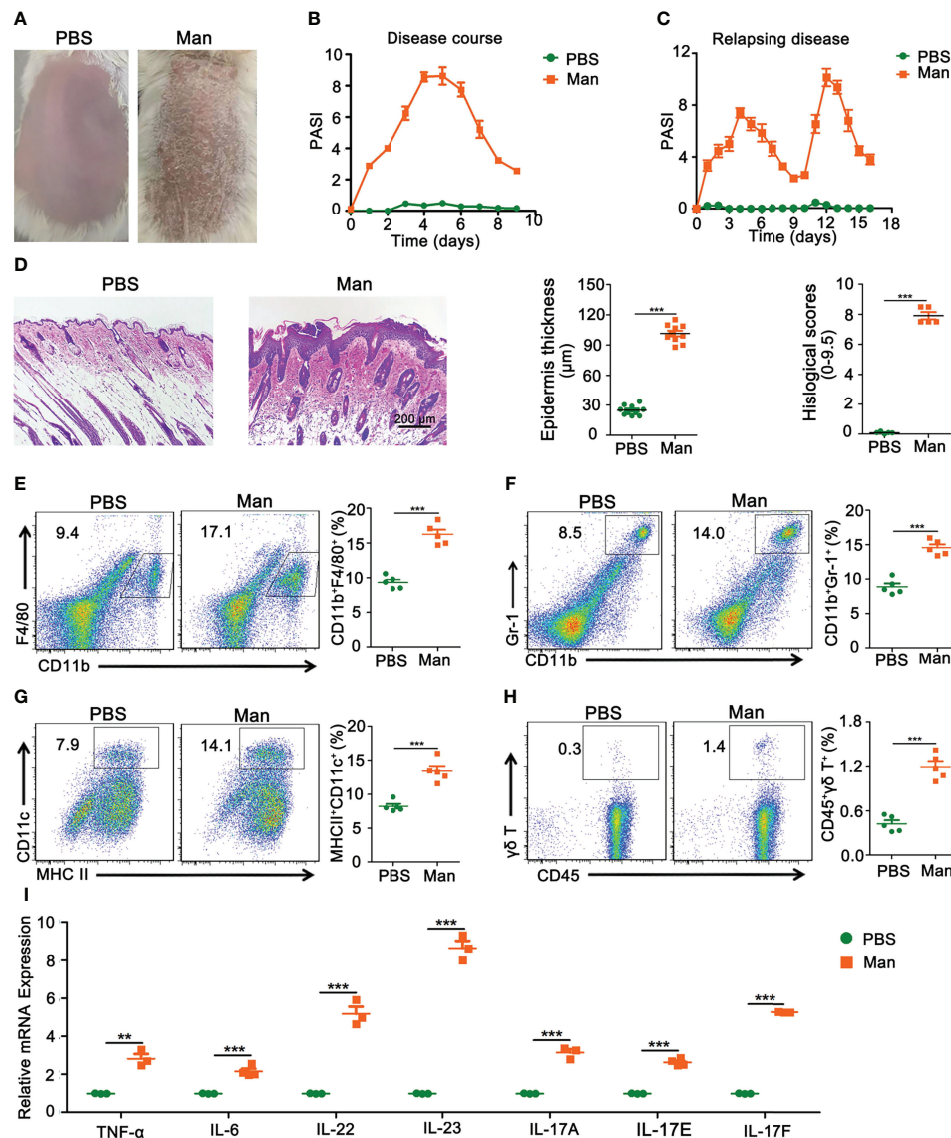 A
PBS
Man
B
Disease course
PASI
10
8
6
4
2
0
0
2
4
6
8
10
Time (days)
PBS
Man
C
Relapsing disease
PASI
12
8
4
0
0
3
6
9
12
15
18
Time (days)
PBS
Man
D
PBS
Man
200 µm
Epidermis thickness
(µm)
150
120
90
60
30
0
***
PBS
Man
Hislological scores
(0-9.5)
10
8
6
4
2
0
***
PBS
Man
E
PBS
Man
9.4
17.1
F4/80
CD11b
CD11b⁺F4/80⁺ (%)
20
15
10
5
0
***
PBS
Man
F
PBS
Man
8.5
14.0
Gr-1
CD11b
CD11b⁺Gr-1⁺ (%)
20
15
10
5
0
***
PBS
Man
G
PBS
Man
7.9
14.1
CD11c
MHC II
MHCII⁺CD11c⁺ (%)
20
15
10
5
0
***
PBS
Man
H
PBS
Man
0.3
1.4
γδ T
CD45
CD45⁺γδ T⁺ (%)
1.8
1.2
0.6
0.0
***
PBS
Man
I
Relative mRNA Expression
10
8
6
4
2
0
**
***
***
***
***
***
***
TNF-α
IL-6
IL-22
IL-23
IL-17A
IL-17E
IL-17F
PBS
Man